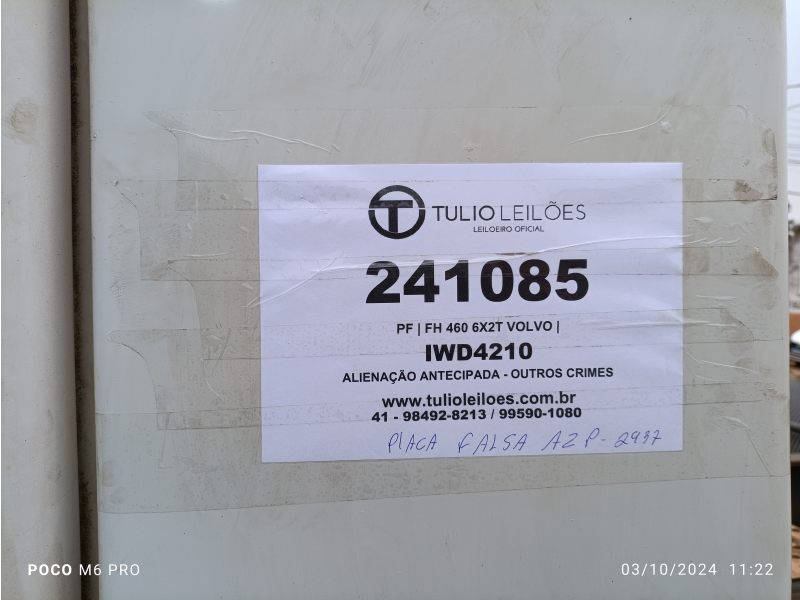 TULIO LEILÕES
LEILOEIRO OFICIAL
241085
PF | FH 460 6X2T VOLVO |
IWD4210
ALIENAÇÃO ANTECIPADA - OUTROS CRIMES
www.tulioleiloes.com.br
41 - 98492-8213 / 99590-1080
PlACA FALSA AZP-2937
POCO M6 PRO
03/10/2024 11:22